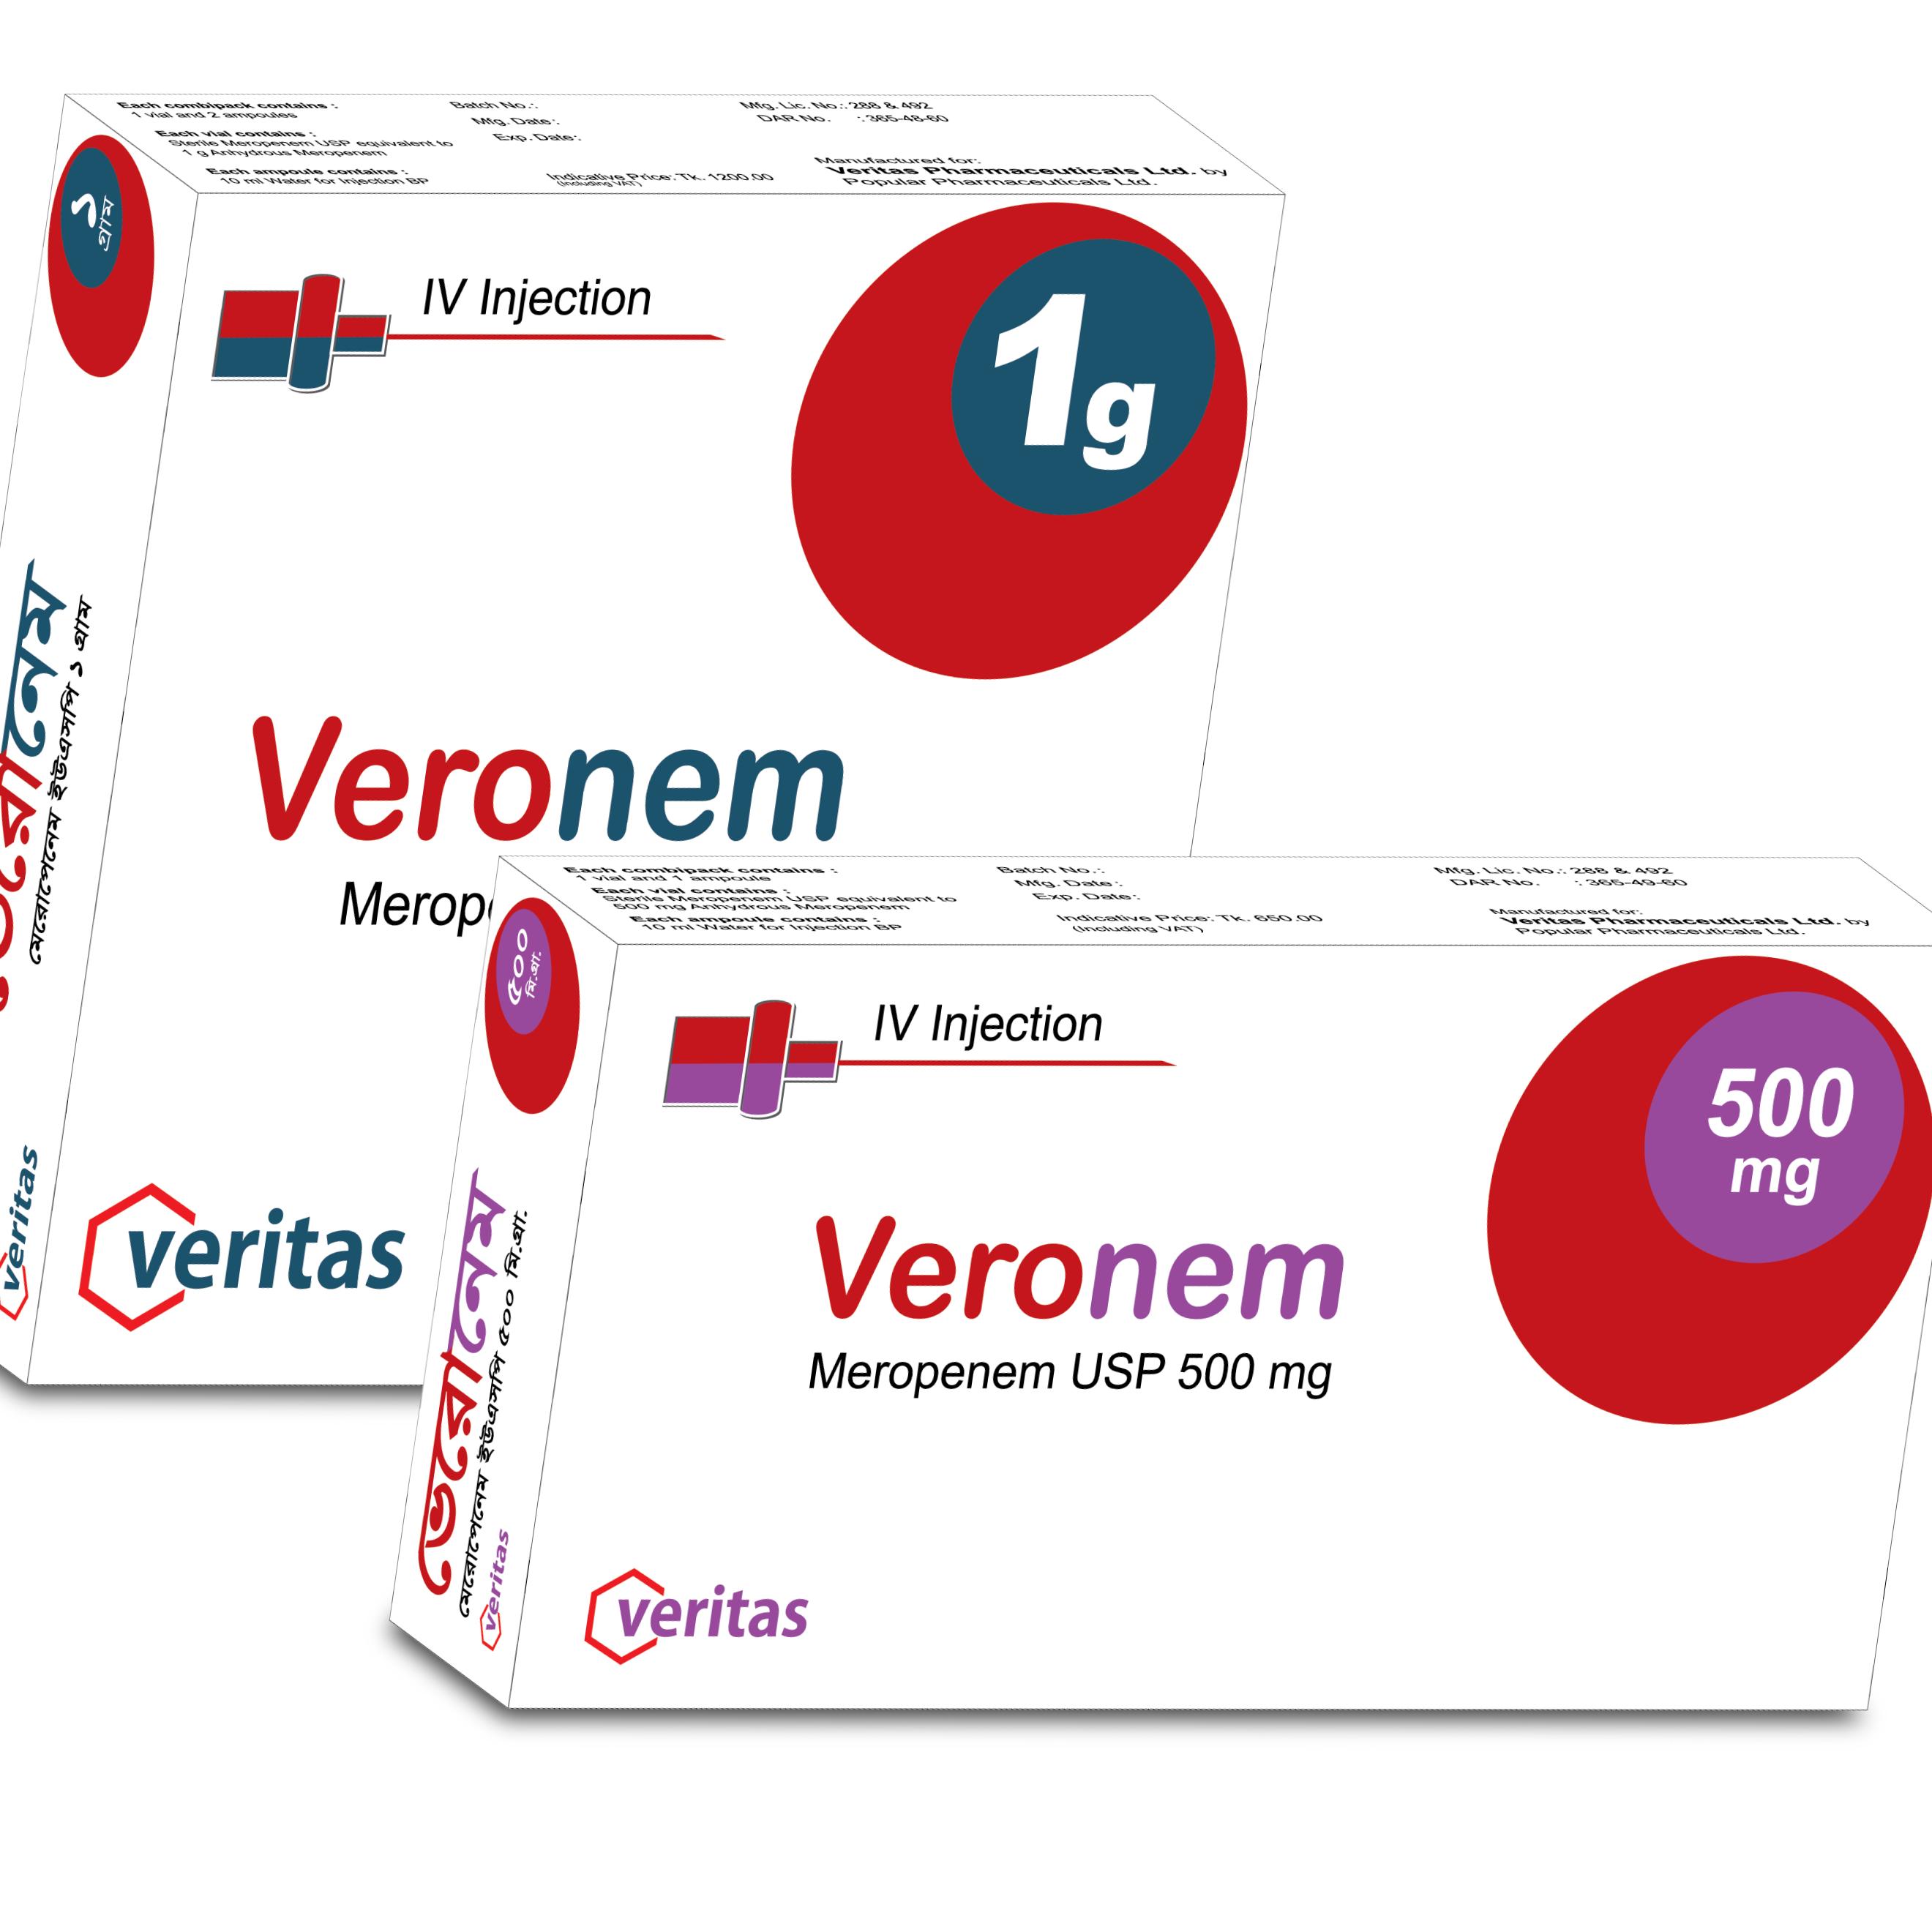 Each combipack contains :
1 vial and 2 ampoules
Each vial contains :
Sterile Meropenem USP equivalent to
1 g Anhydrous Meropenem
Each ampoule contains :
10 ml Water for Injection BP
Batch No.:
Mfg. Date :
Exp. Date:
Indicative Price: Tk. 1200.00
(Including VAT)
Mfg. Lic. No.: 288 & 492
DAR No. : 365-48-60
Manufactured for:
Veritas Pharmaceuticals Ltd. by
Popular Pharmaceuticals Ltd.
১
গ্রাম
মেরোপেনেম ইউএসপি ১ গ্রাম
veritas
IV Injection
1g
Veronem
Merop
veritas
Each combipack contains :
1 vial and 1 ampoule
Each vial contains :
Sterile Meropenem USP equivalent to
500 mg Anhydrous Meropenem
Each ampoule contains :
10 ml Water for Injection BP
Batch No.:
Mfg. Date :
Exp. Date:
Indicative Price: Tk. 650.00
(Including VAT)
Mfg. Lic. No.: 288 & 492
DAR No. : 365-49-60
Manufactured for:
Veritas Pharmaceuticals Ltd. by
Popular Pharmaceuticals Ltd.
৫০০
মি.গ্রা.
ভেরোনেম
মেরোপেনেম ইউএসপি ৫০০ মি.গ্রা.
veritas
IV Injection
500
mg
Veronem
Meropenem USP 500 mg
veritas